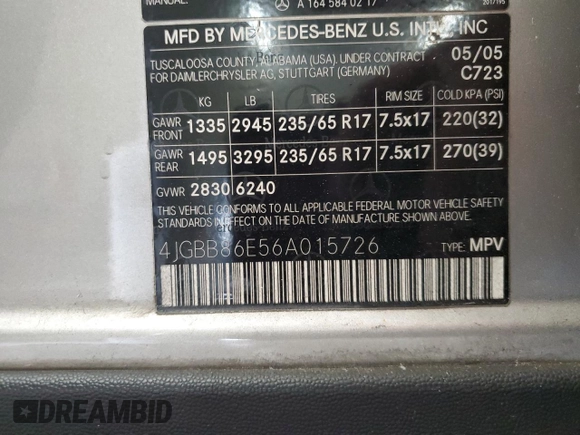 MANUAL. A 164 584 02 17 2017195
MFD BY MERCEDES-BENZ U.S. INTL, INC
TUSCALOOSA COUNTY, ALABAMA (USA). UNDER CONTRACT 05/05
FOR DAIMLERCHRYSLER AG, STUTTGART (GERMANY) C723
KG LB TIRES RIM SIZE COLD KPA (PSI)
GAWR FRONT 1335 2945 235/65 R17 7.5x17 220(32)
GAWR REAR 1495 3295 235/65 R17 7.5x17 270(39)
GVWR 2830 6240
THIS VEHICLE CONFORMS TO ALL APPLICABLE FEDERAL MOTOR VEHICLE SAFETY
STANDARDS IN EFFECT ON THE DATE OF MANUFACTURE SHOWN ABOVE.
4JGBB86E56A015726 TYPE: MPV
DREAMBID